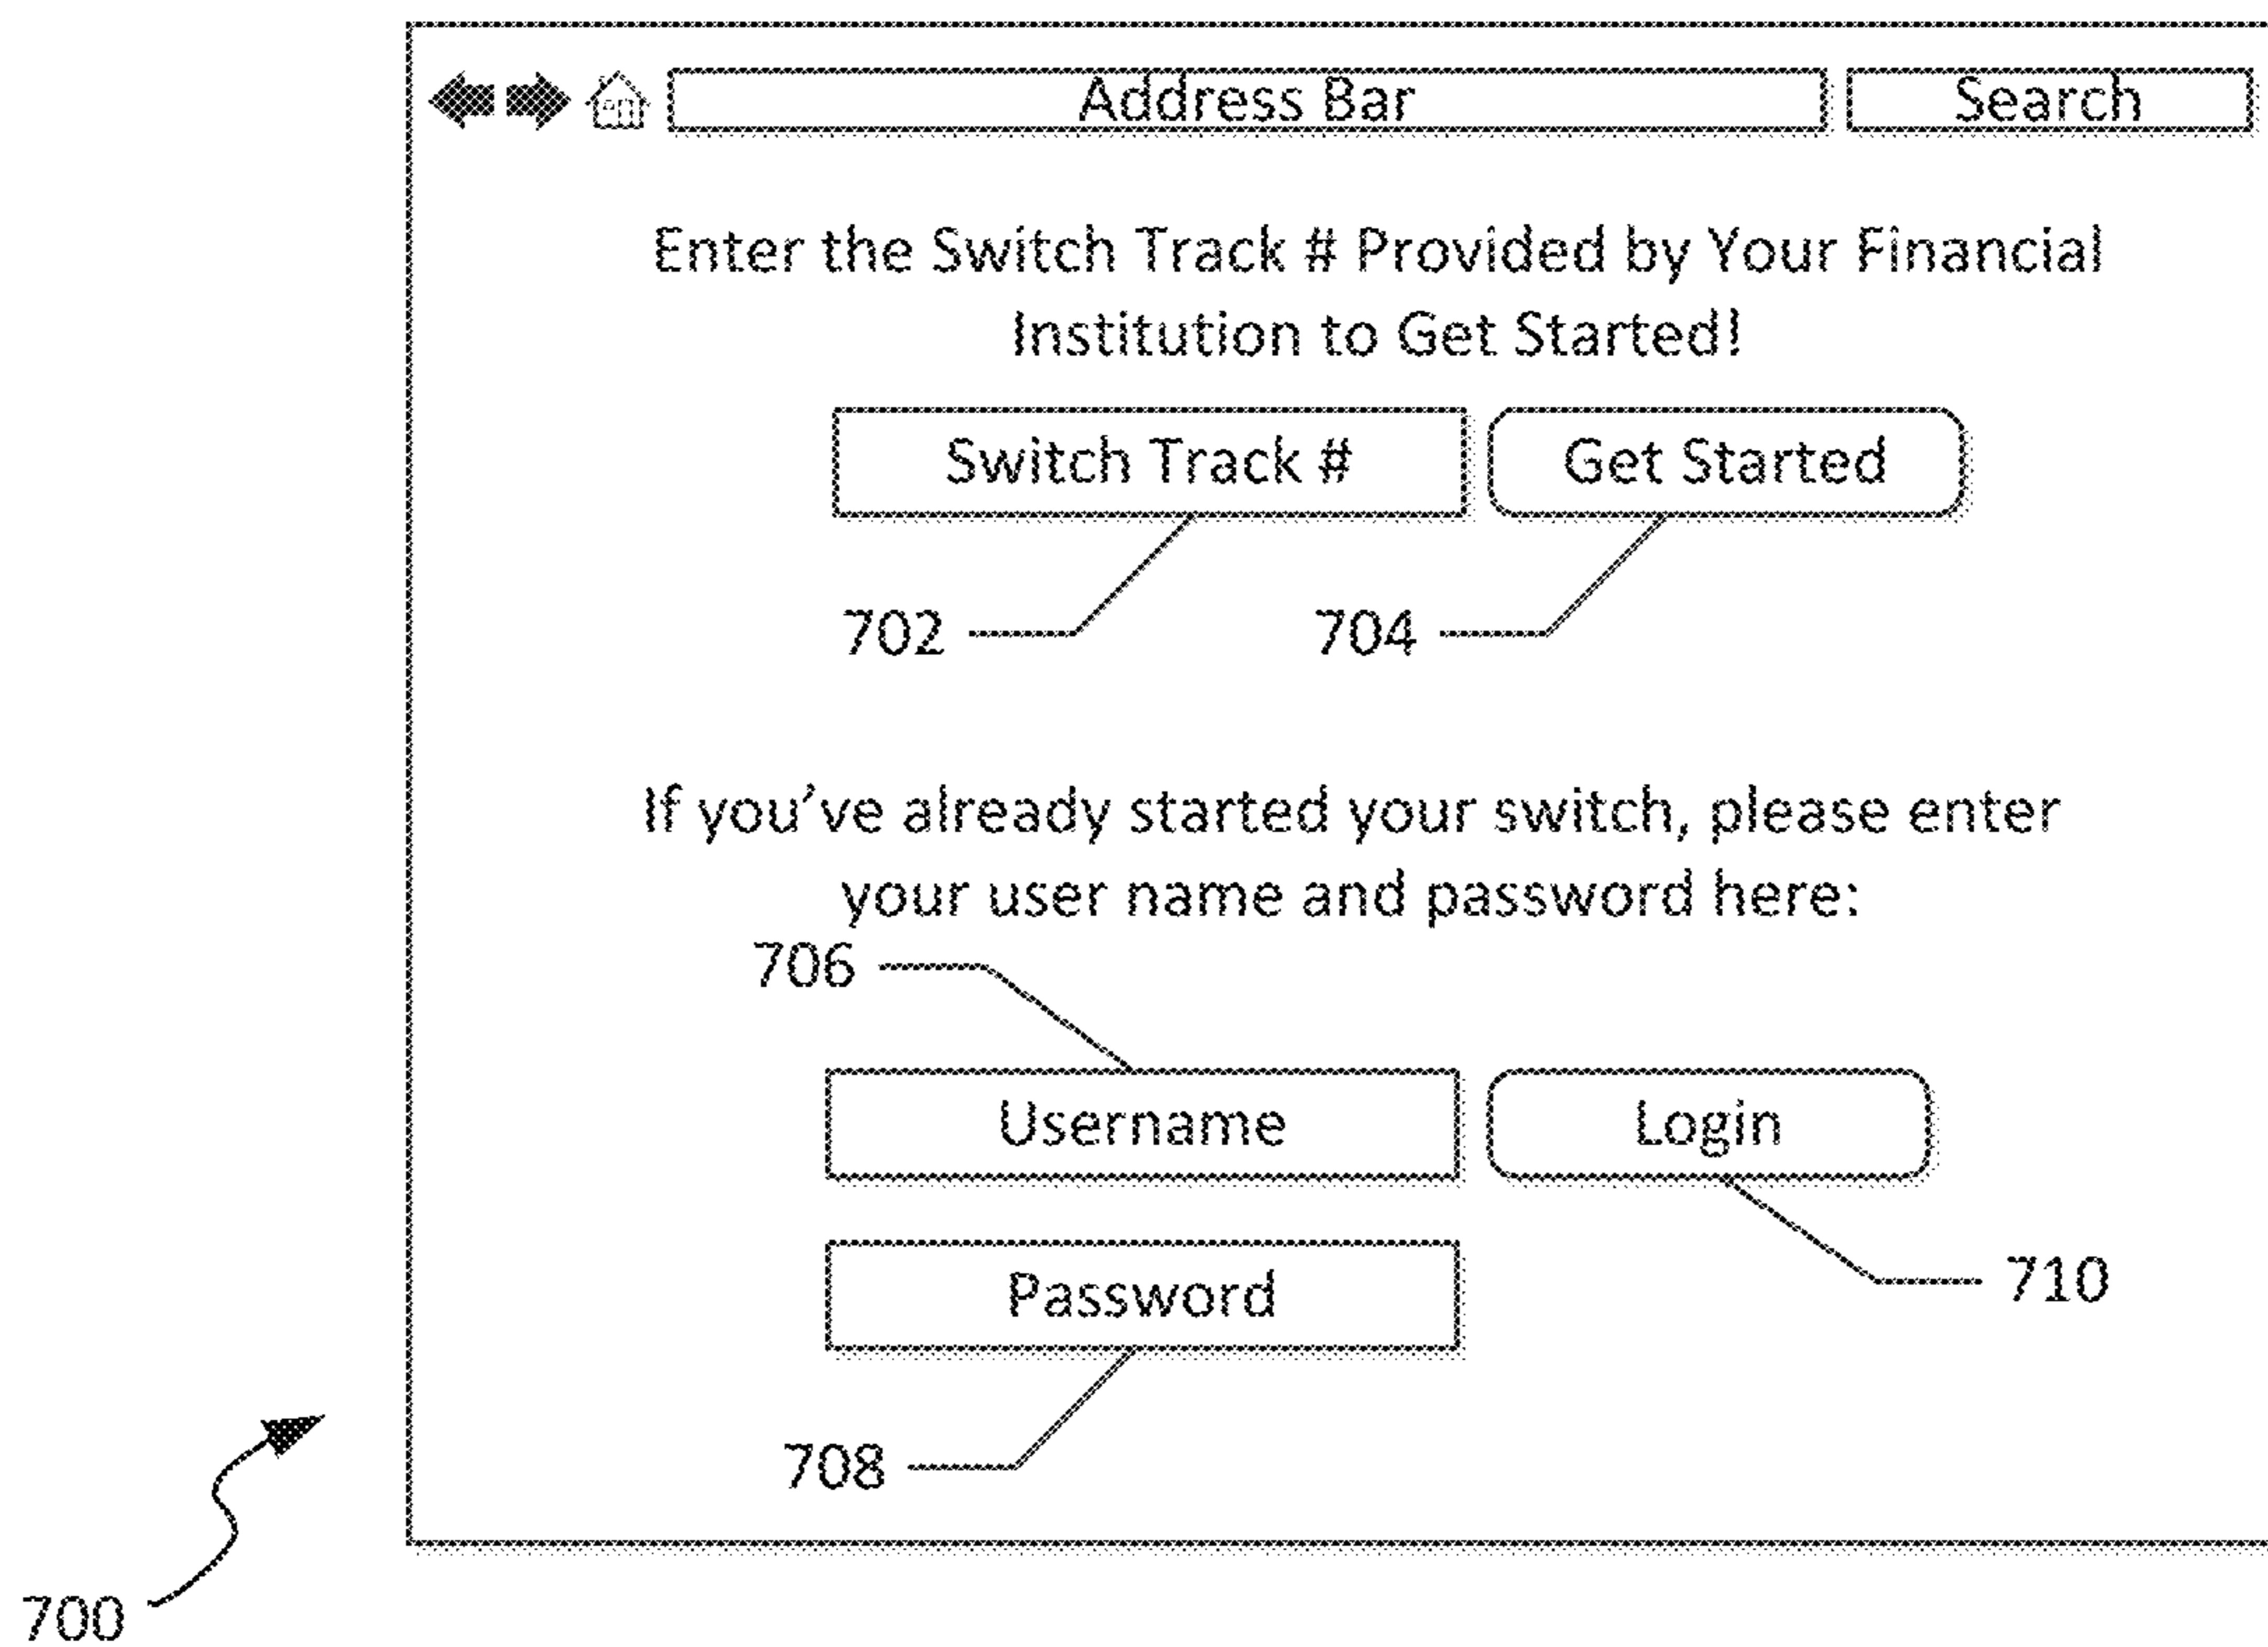 Address Bar Search
Enter the Switch Track # Provided by Your Financial
Institution to Get Started!
Switch Track # Get Started
702 704
If you've already started your switch, please enter
your user name and password here:
706
Username Login
Password 710
708
700